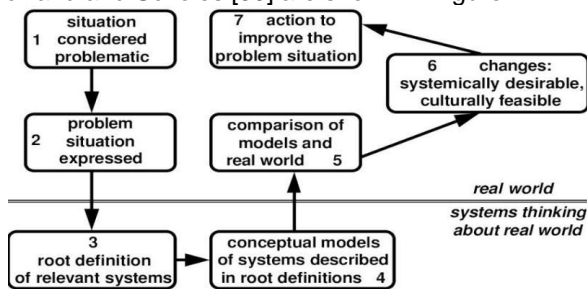 1 situation
considered
problematic
7 action to
improve the
problem situation
6 changes:
systemically desirable,
culturally feasible
2 problem
situation
expressed
comparison of
models and
real world 5
real world
systems thinking
about real world
3
root definition
of relevant systems
conceptual models
of systems described
in root definitions 4